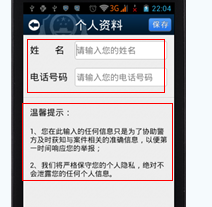 3G 22:04
个人资料 保存
姓 名 请输入您的姓名
电话号码 请输入您的电话号码
温馨提示：
1、您在此输入的任何信息只是为了协助警
方及时获知与案件相关的准确信息，以便第
一时间响应您的举报；
2、我们将严格保守您的个人隐私，绝对不
会泄露您的任何个人信息。